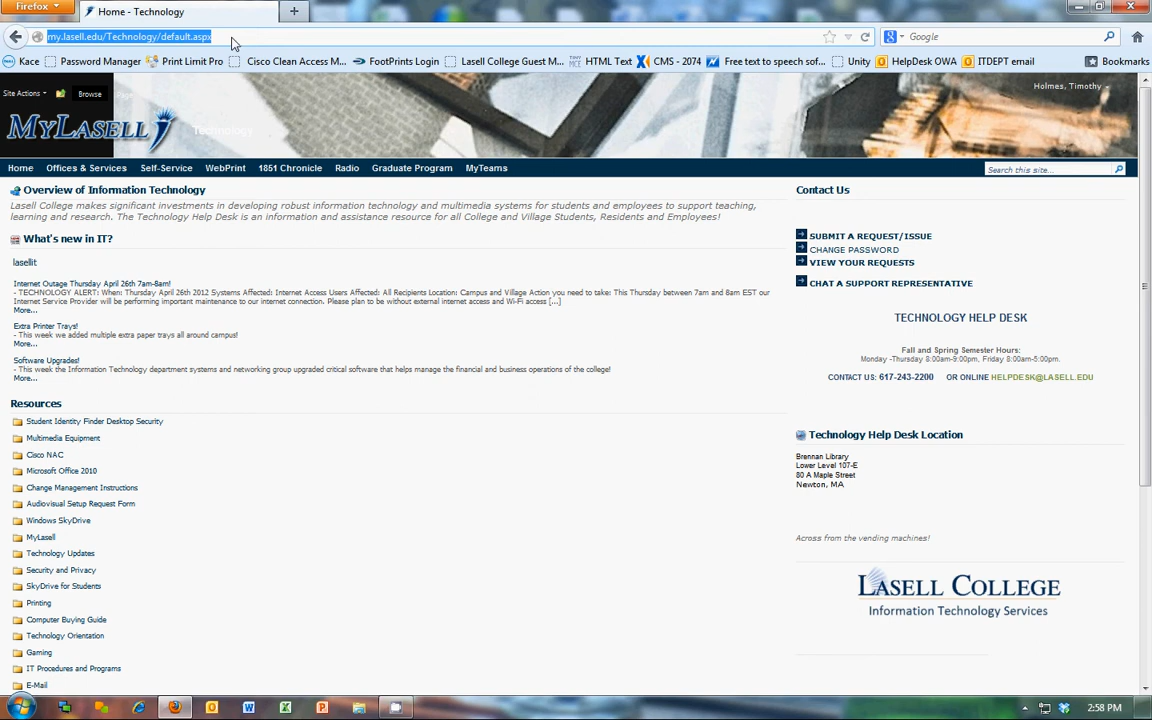 Firefox
Home - Technology
my.lasell.edu/Technology/default.aspx
Google
Kace
Password Manager
Print Limit Pro
Cisco Clean Access M...
FootPrints Login
Lasell College Guest M...
HTML Text
CMS - 2074
Free text to speech sof...
Unity
HelpDesk OWA
ITDEPT email
Bookmarks
Site Actions
Browse
Page
Holmes, Timothy
MyLasell
Technology
Home
Offices & Services
Self-Service
WebPrint
1851 Chronicle
Radio
Graduate Program
MyTeams
Search this site...
Overview of Information Technology
Lasell College makes significant investments in developing robust information technology and multimedia systems for students and employees to support teaching,
learning and research. The Technology Help Desk is an information and assistance resource for all College and Village Students, Residents and Employees!
What's new in IT?
lasellit
Internet Outage Thursday April 26th 7am-8am!
- TECHNOLOGY ALERT: When: Thursday April 26th 2012 Systems Affected: Internet Access Users Affected: All Recipients Location: Campus and Village Action you need to take: This Thursday between 7am and 8am EST our
Internet Service Provider will be performing important maintenance to our internet connection. Please plan to be without external internet access and Wi-Fi access [...]
More...
Extra Printer Trays!
- This week we added multiple extra paper trays all around campus!
More...
Software Upgrades!
- This week the Information Technology department systems and networking group upgraded critical software that helps manage the financial and business operations of the college!
More...
Resources
Student Identity Finder Desktop Security
Multimedia Equipment
Cisco NAC
Microsoft Office 2010
Change Management Instructions
Audiovisual Setup Request Form
Windows SkyDrive
MyLasell
Technology Updates
Security and Privacy
SkyDrive for Students
Printing
Computer Buying Guide
Technology Orientation
Gaming
IT Procedures and Programs
E-Mail
Contact Us
SUBMIT A REQUEST/ISSUE
CHANGE PASSWORD
VIEW YOUR REQUESTS
CHAT A SUPPORT REPRESENTATIVE
TECHNOLOGY HELP DESK
Fall and Spring Semester Hours:
Monday -Thursday 8:00am-9:00pm, Friday 8:00am-5:00pm.
CONTACT US: 617-243-2200 OR ONLINE HELPDESK@LASELL.EDU
Technology Help Desk Location
Brennan Library
Lower Level 107-E
80 A Maple Street
Newton, MA
Across from the vending machines!
LASELL COLLEGE
Information Technology Services
2:58 PM